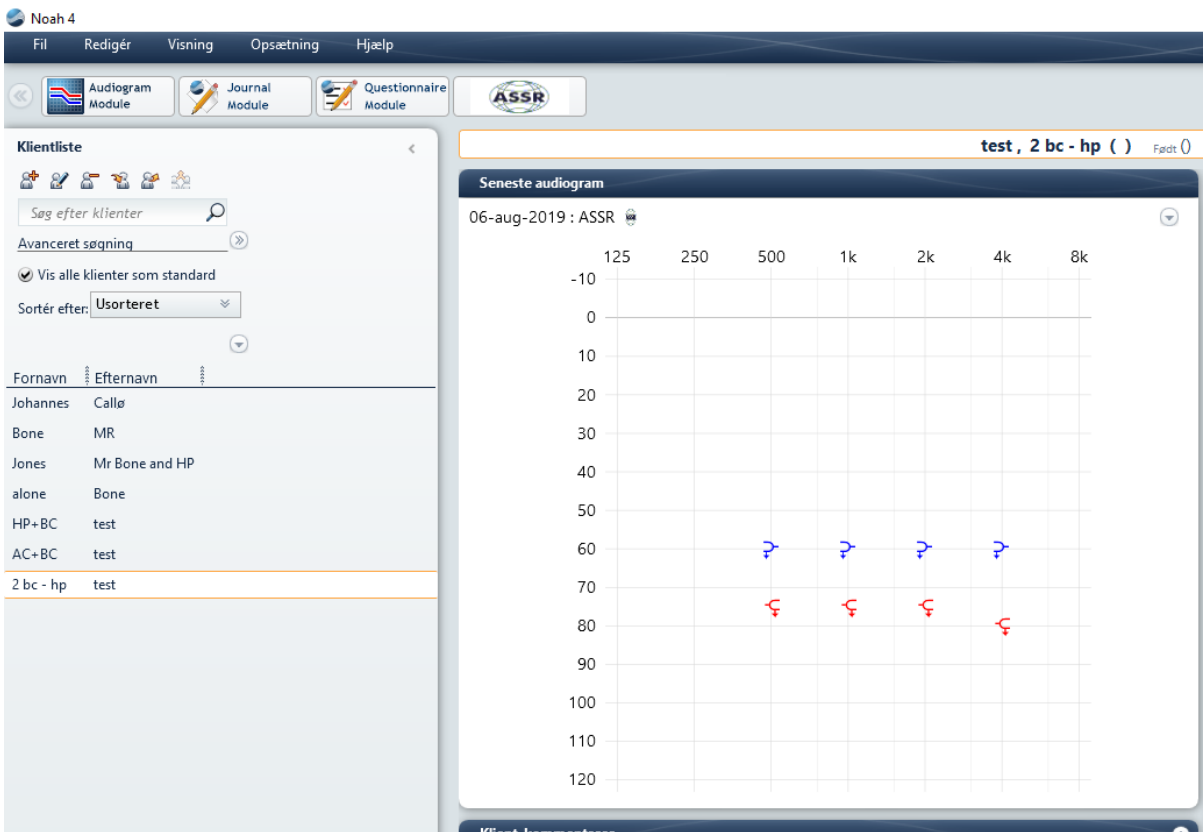 Noah 4
Fil Redigér Visning Opsætning Hjælp
Audiogram Module
Journal Module
Questionnaire Module
ASSR
Klientliste
Søg efter klienter
Avanceret søgning
Vis alle klienter som standard
Sortér efter: Usorteret
Fornavn Efternavn
Johannes Callø
Bone MR
Jones Mr Bone and HP
alone Bone
HP+BC test
AC+BC test
2 bc - hp test
test , 2 bc - hp ( ) Født ()
Seneste audiogram
06-aug-2019 : ASSR
125 250 500 1k 2k 4k 8k
-10
0
10
20
30
40
50
60
70
80
90
100
110
120